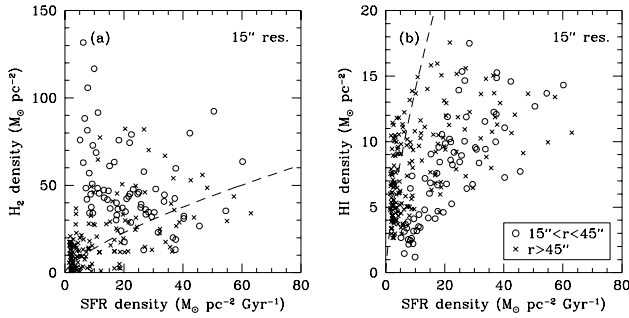 (a)
15″ res.
H₂ density (M⊙ pc⁻²)
150
100
50
0
0
20
40
60
80
SFR density (M⊙ pc⁻² Gyr⁻¹)
(b)
15″ res.
HI density (M⊙ pc⁻²)
20
15
10
5
0
0
20
40
60
80
SFR density (M⊙ pc⁻² Gyr⁻¹)
15″<r<45″
r>45″